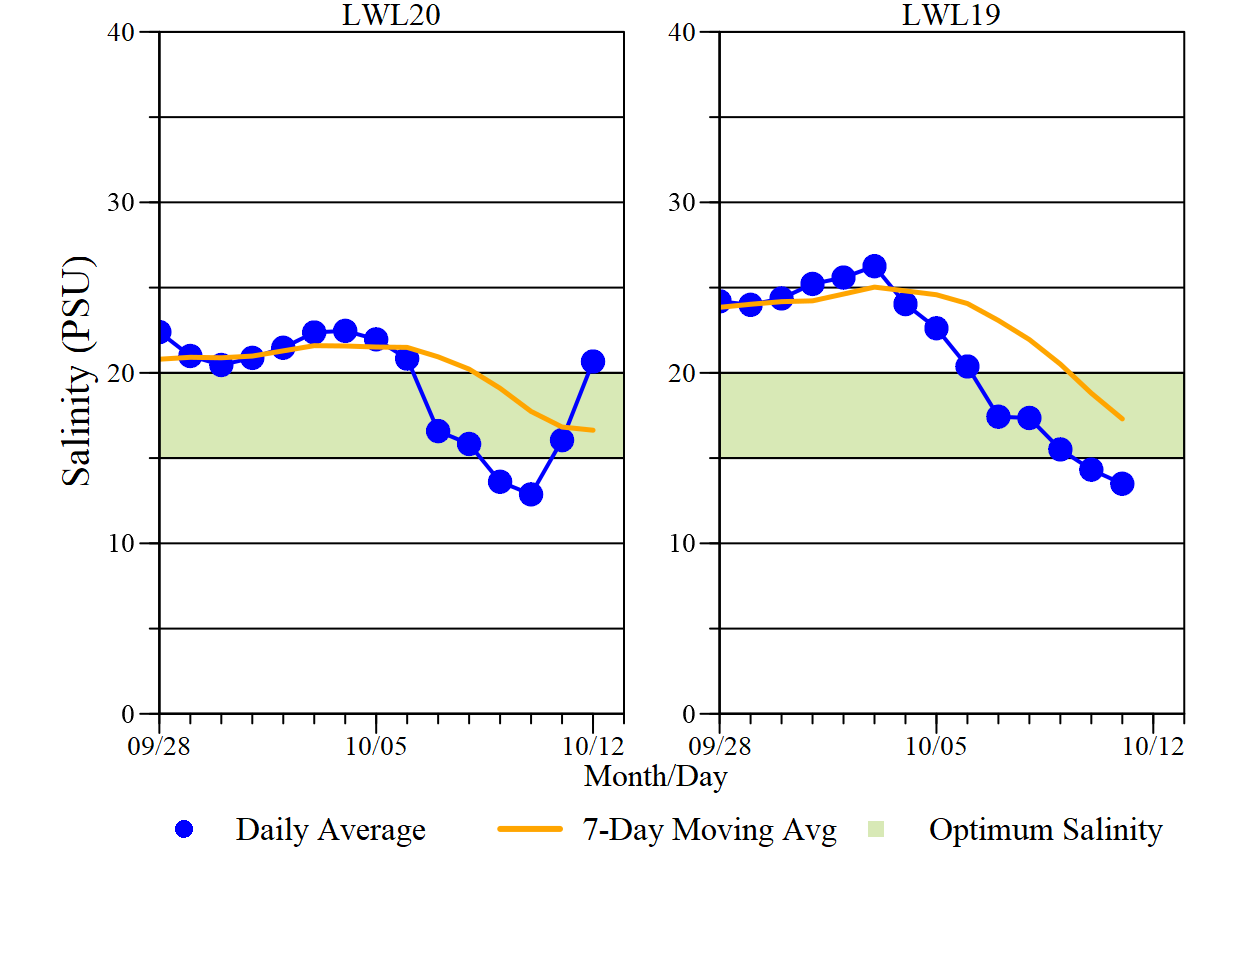 LWL20
LWL19
40
30
20
10
0
40
30
20
10
0
Salinity (PSU)
09/28
10/05
10/12
09/28
10/05
10/12
Month/Day
Daily Average
7-Day Moving Avg
Optimum Salinity